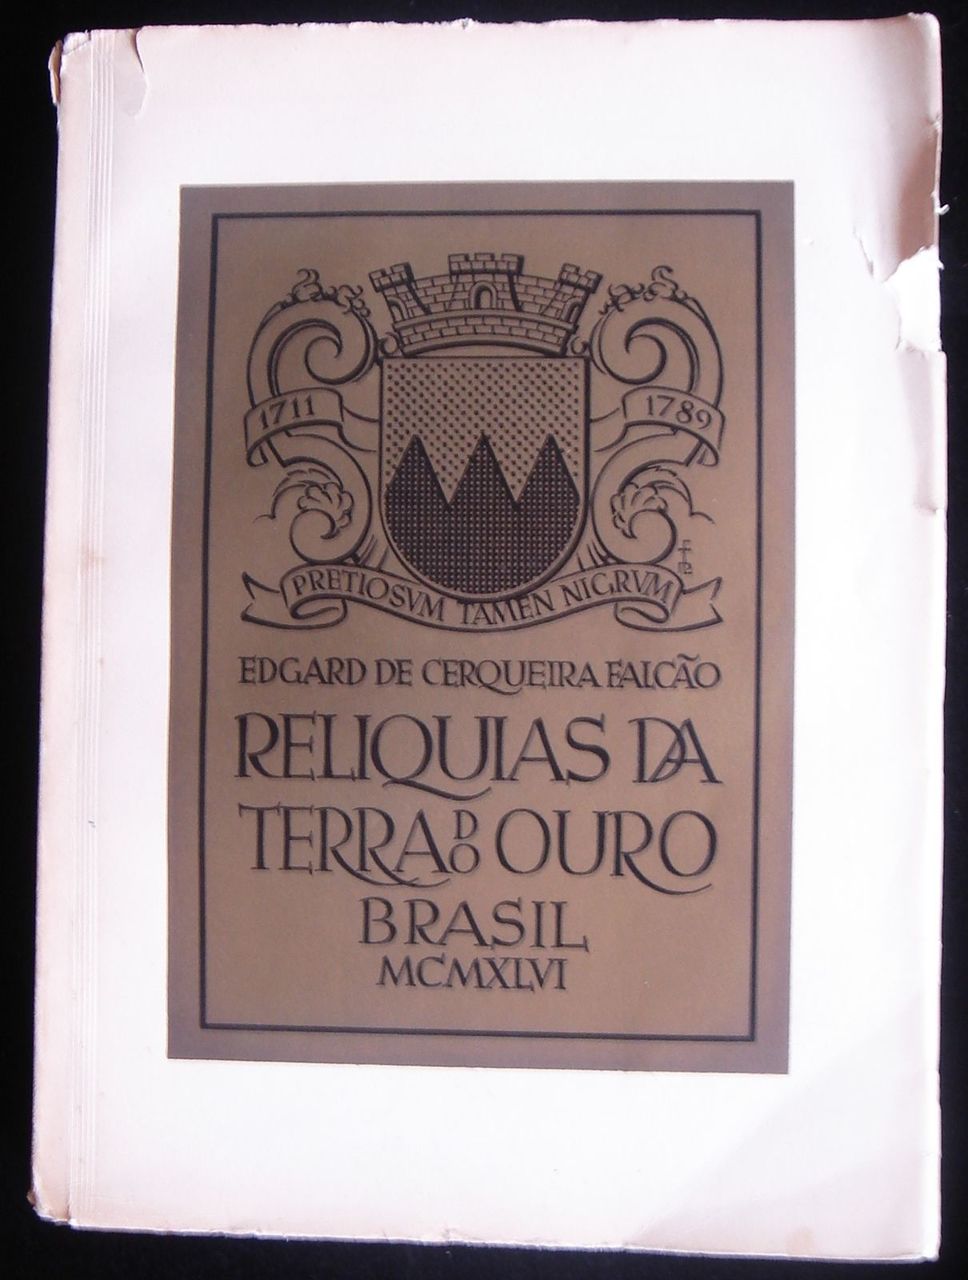 1711
1789
PRETIOSVM TAMEN NIGRVM
EDGARD DE CERQUEIRA FALCÃO
RELIQUIAS DA
TERRA DO OURO
BRASIL
MCMXLVI